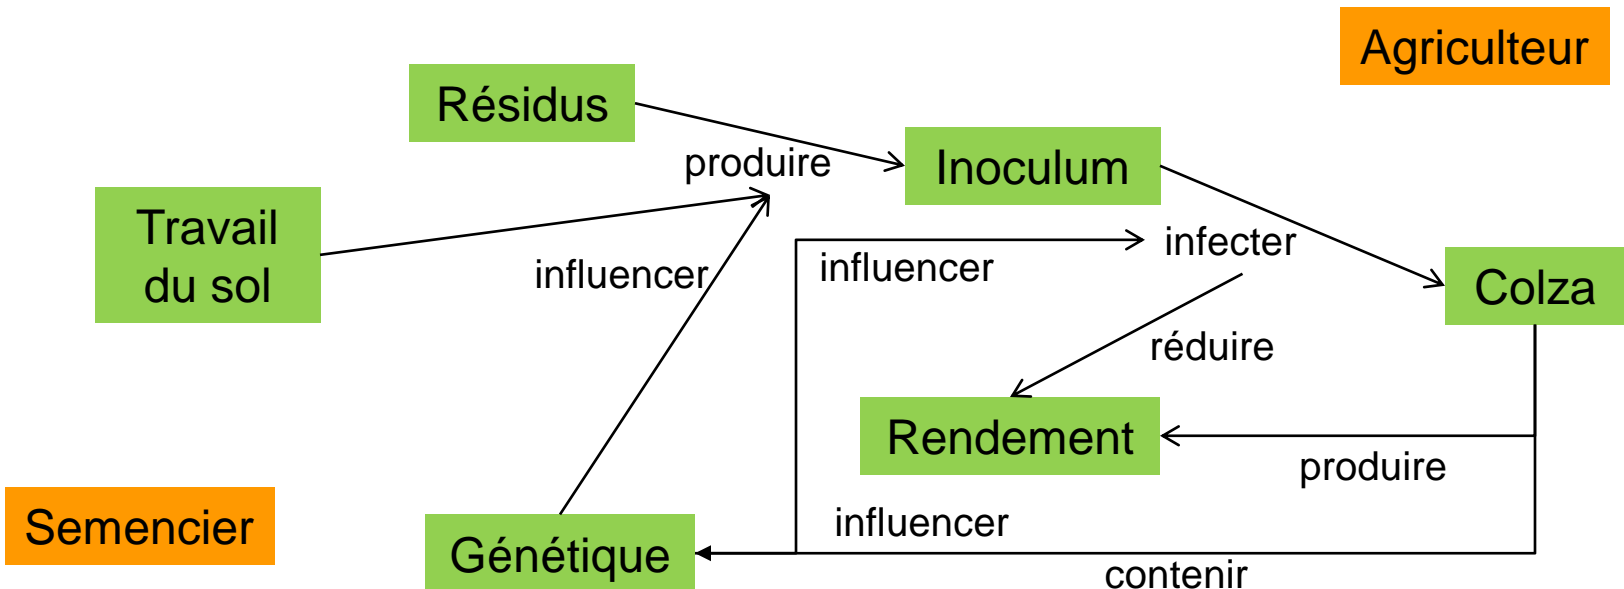 Agriculteur
Résidus
produire
Inoculum
Travail
du sol
influencer
influencer
infecter
Colza
réduire
Rendement
produire
Semencier
influencer
Génétique
contenir